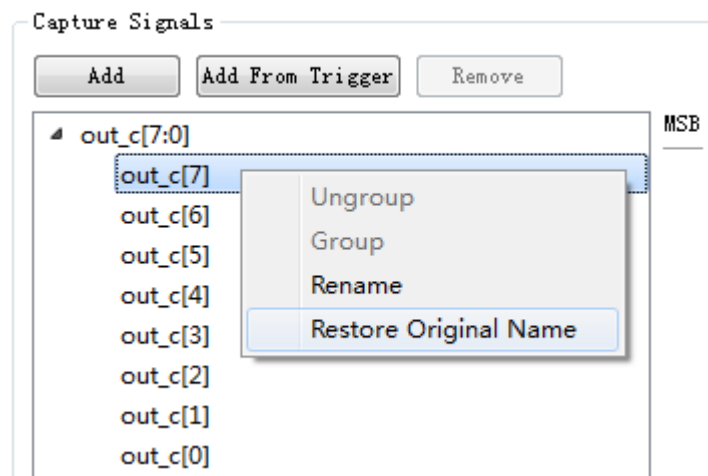 Capture Signals
Add Add From Trigger Remove
out_c[7:0] MSB
out_c[7]
Ungroup
out_c[6]
Group
out_c[5]
Rename
out_c[4]
Restore Original Name
out_c[3]
out_c[2]
out_c[1]
out_c[0]